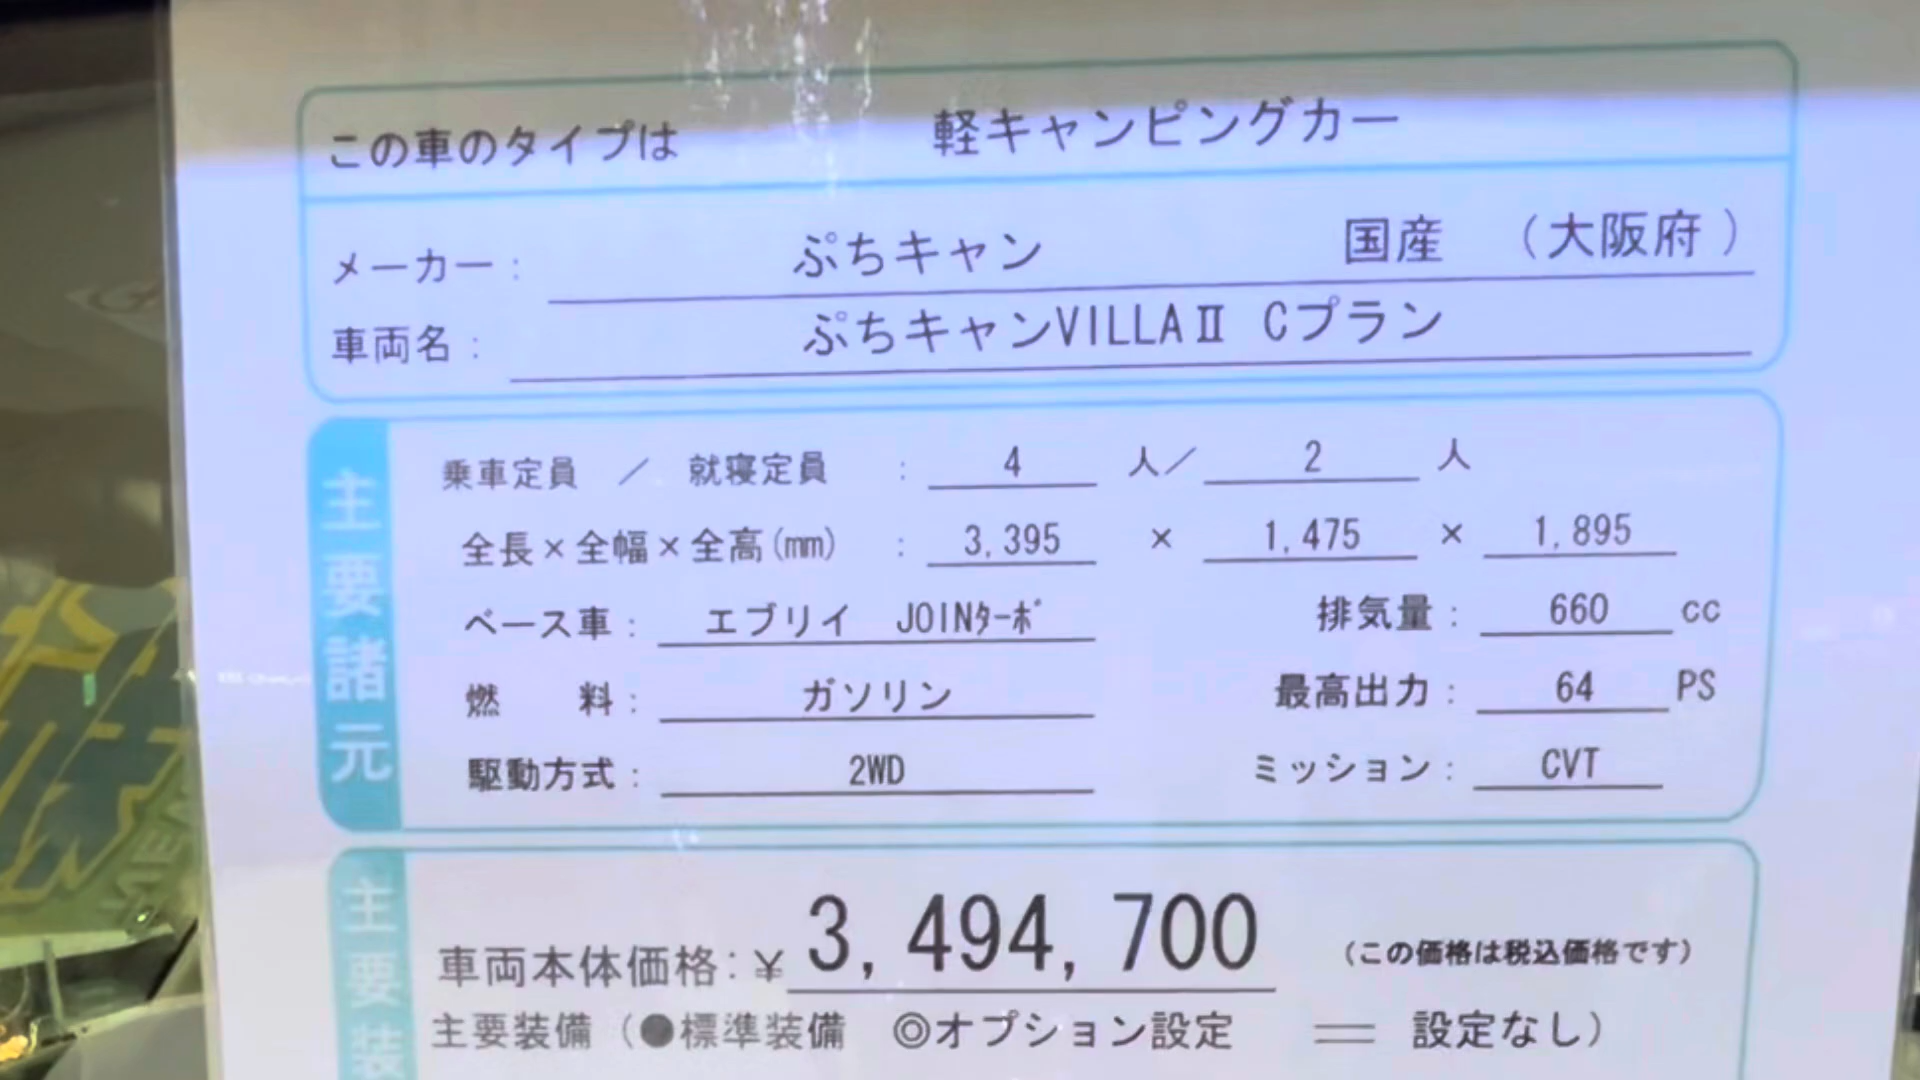 この車のタイプは 軽キャンピングカー
メーカー： ぷちキャン 国産 （大阪府）
車両名： ぷちキャンVILLAⅡ Cプラン
主要諸元
乗車定員 ／ 就寝定員 ： 4 人／ 2 人
全長×全幅×全高(mm) ： 3,395 × 1,475 × 1,895
ベース車： エブリイ JOINﾀｰﾎﾞ 排気量： 660 cc
燃 料： ガソリン 最高出力： 64 PS
駆動方式： 2WD ミッション： CVT
主要装
車両本体価格：￥3,494,700 （この価格は税込価格です）
主要装備（●標準装備 ◎オプション設定 ＝ 設定なし）